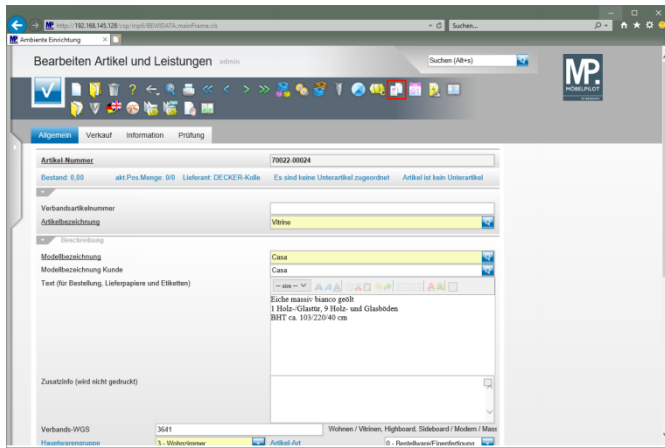 http://192.168.145.128/csp/mp6/BEWIDATA.mainFrame.cls
Suchen...
Ambiente Einrichtung
Bearbeiten Artikel und Leistungen admin
Suchen (Alt+s)
MP.
MÖBELPILOT
Allgemein Verkauf Information Prüfung
Artikel-Nummer 70022-00024
Bestand: 0,00 akt.Pos.Menge: 0/0 Lieferant: DECKER-Kolle Es sind keine Unterartikel zugeordnet Artikel ist kein Unterartikel
Verbandsartikelnummer
Artikelbezeichnung Vitrine
Beschreibung
Modellbezeichnung Casa
Modellbezeichnung Kunde Casa
Text (für Bestellung, Lieferpapiere und Etiketten)
Eiche massiv bianco geölt
1 Holz-/Glastür, 9 Holz- und Glasböden
BHT ca. 103/220/40 cm
Zusatzinfo (wird nicht gedruckt)
Verbands-WGS 3641 Wohnen / Vitrinen, Highboard, Sideboard / Modern / Mass
Hauptwarengruppe 3 - Wohnzimmer Artikel-Art 0 - Bestellware/Eigenfertigung